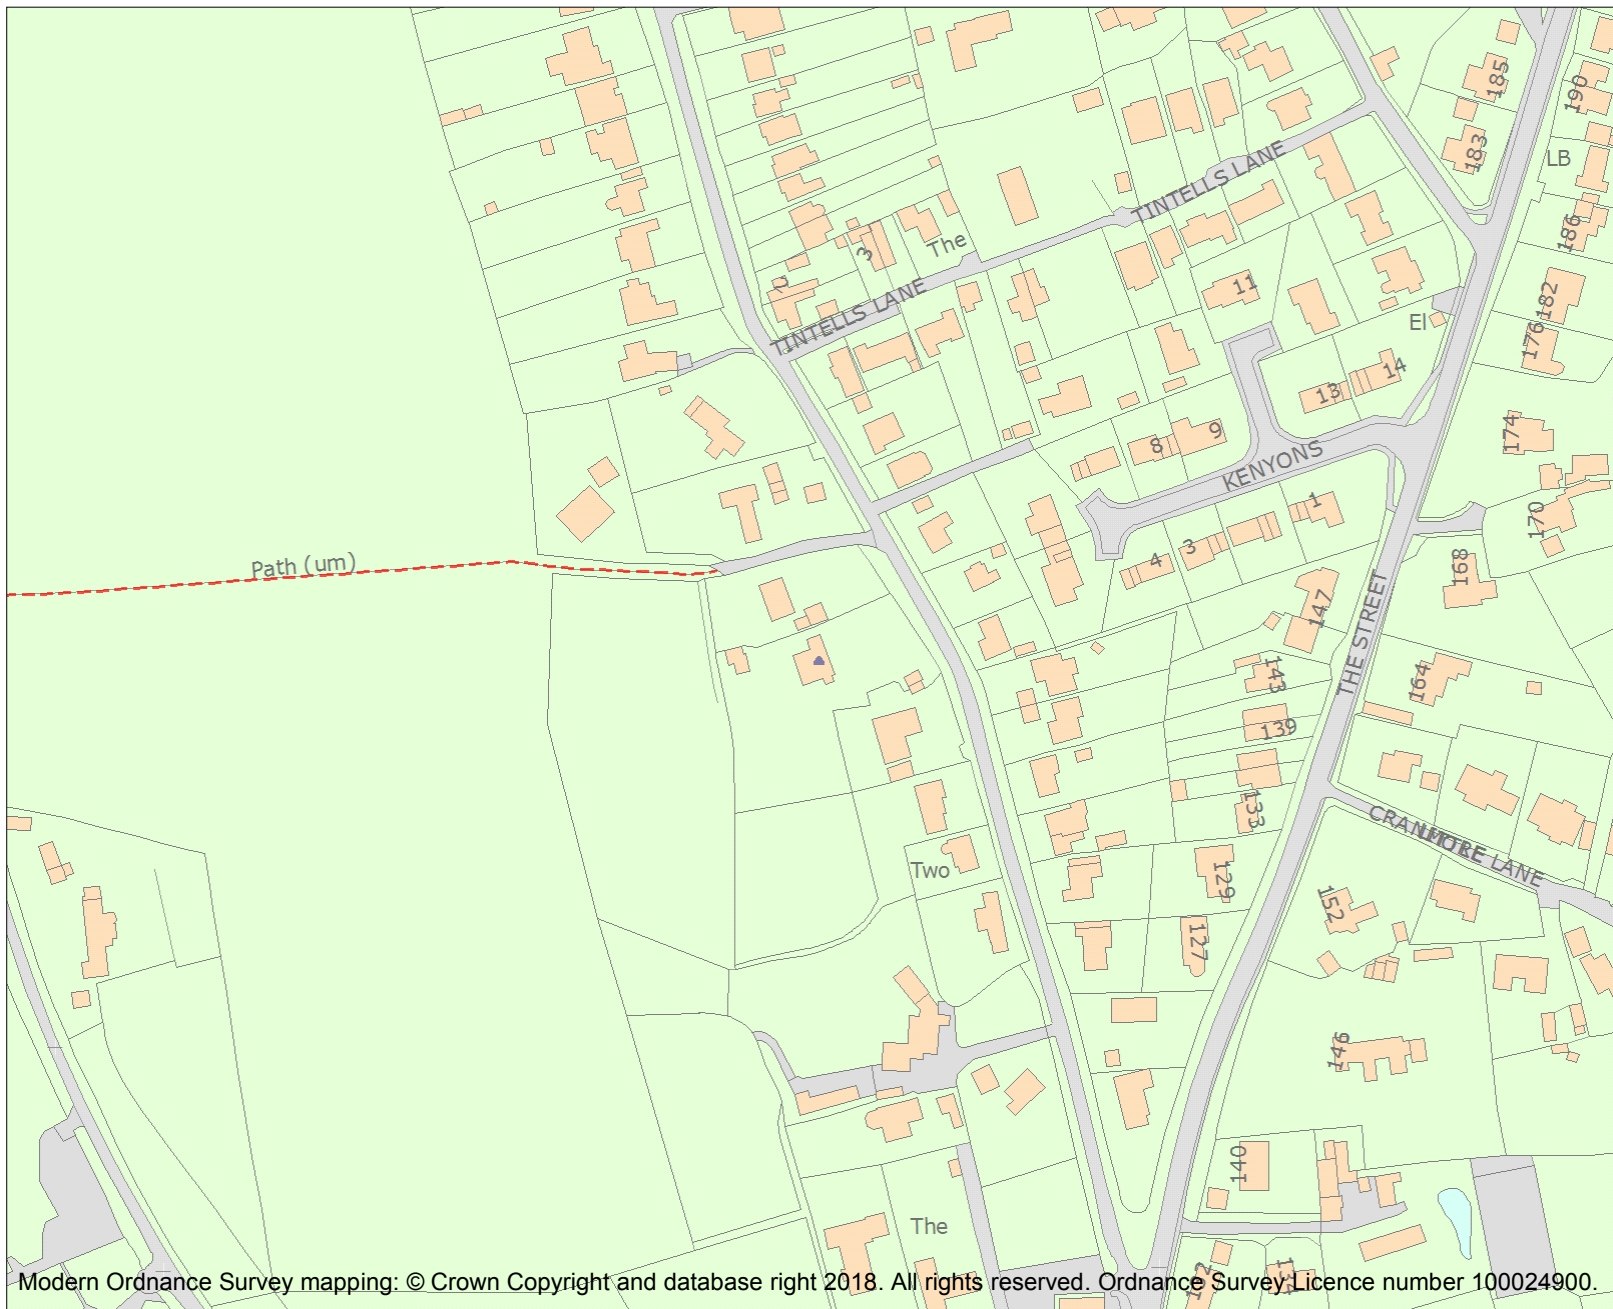 185
190
183
LB
TINTELLS LANE
186
The
3
2
11
182
TINTELLS LANE
El
176
14
13
174
9
8
KENYONS
1
170
3
4
168
Path (um)
147
THE STREET
143
164
139
133
CRANMORE LANE
LITTLE
Two
129
152
127
146
140
The
Modern Ordnance Survey mapping: © Crown Copyright and database right 2018. All rights reserved. Ordnance Survey Licence number 100024900.